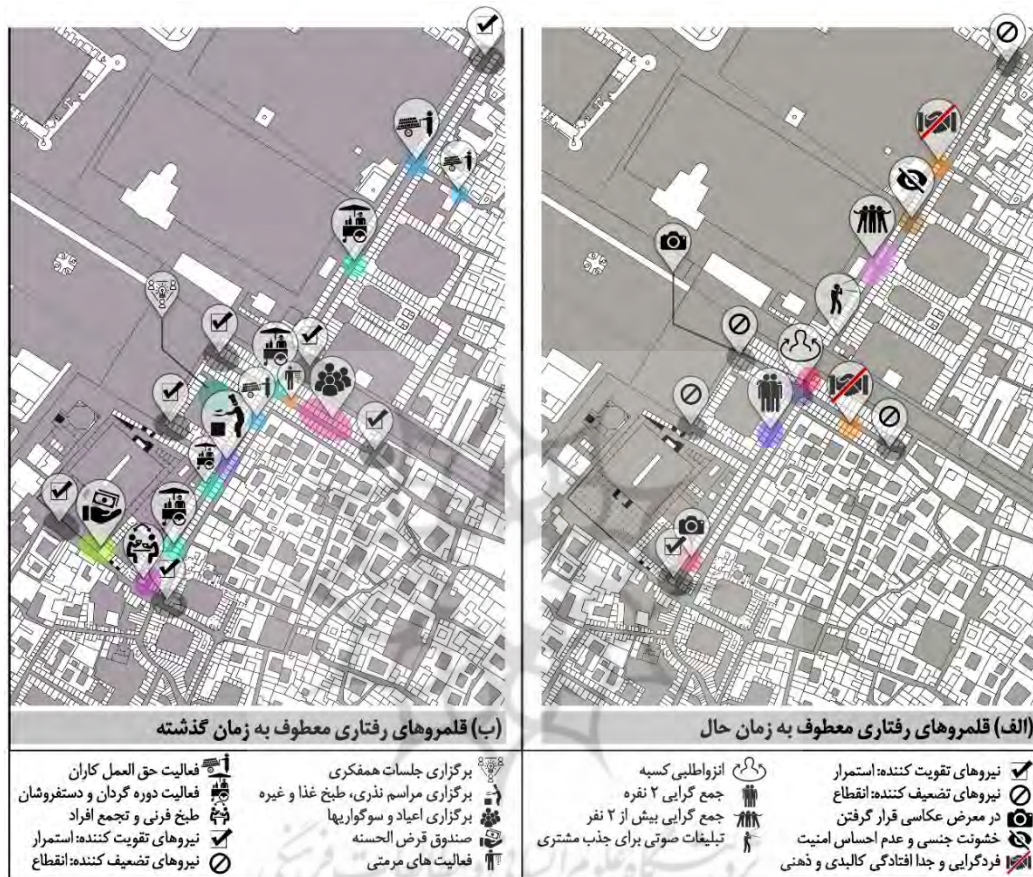 (الف) قلمروهای رفتاری معطوف به زمان حال
نیروهای تقویت کننده: استمرار
نیروهای تضعیف کننده: انقطاع
در معرض عکاسی قرار گرفتن
خشونت جنسی و عدم احساس امنیت
فردگرایی و جدا افتادگی کالبدی و ذهنی
انزواطلبی کسبه
جمع گرایی ۲ نفره
جمع گرایی بیش از ۲ نفر
تبلیغات صوتی برای جذب مشتری
(ب) قلمروهای رفتاری معطوف به زمان گذشته
برگزاری جلسات همفکری
برگزاری مراسم نذری، طبخ غذا و غیره
برگزاری اعیاد و سوگواریها
صندوق قرض الحسنه
فعالیت های مرمتی
فعالیت حق العمل کاران
فعالیت دوره گردان و دستفروشان
طبخ فرنی و تجمع افراد
نیروهای تقویت کننده: استمرار
نیروهای تضعیف کننده: انقطاع